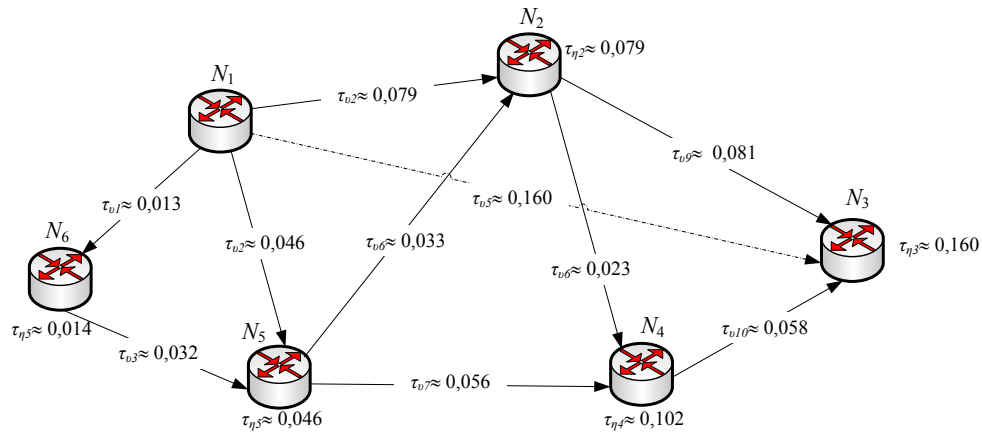 N2
τη2≈ 0,079
N1
τυ2≈ 0,079
τυ9≈ 0,081
τυ1≈ 0,013
τυ5≈ 0,160
N3
N6
τυ2≈ 0,046
τυ6≈ 0,033
τη3≈ 0,160
τυ6≈ 0,023
τη5≈ 0,014
N5
N4
τυ10≈ 0,058
τυ3≈ 0,032
τυ7≈ 0,056
τη5≈ 0,046
τη4≈ 0,102